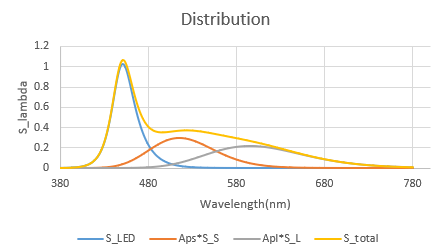 Distribution
S_lambda
1.2
1
0.8
0.6
0.4
0.2
0
380 480 580 680 780
Wavelength(nm)
S_LED Aps*S_S Apl*S_L S_total